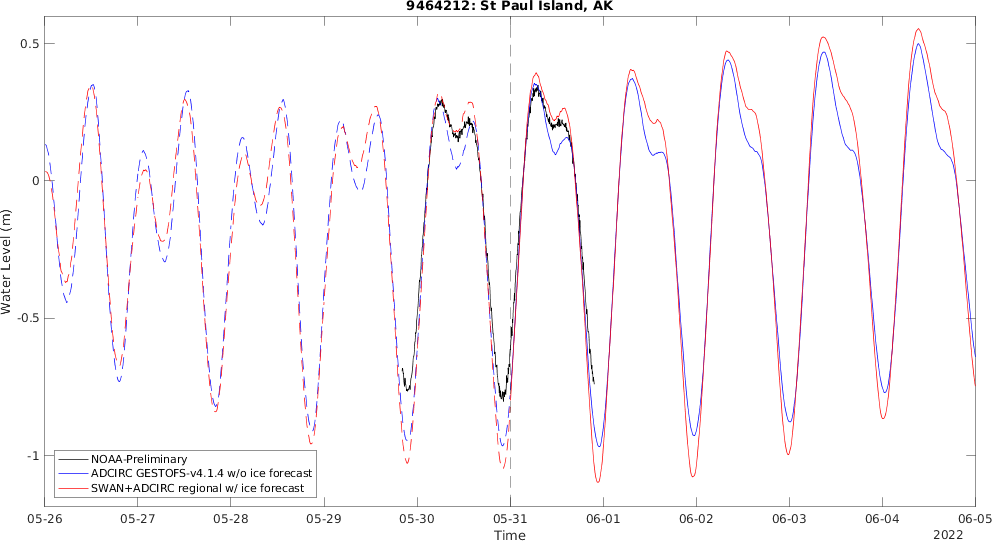 9464212: St Paul Island, AK
Water Level (m)
0.5
0
-0.5
-1
NOAA-Preliminary
ADCIRC GESTOFS-v4.1.4 w/o ice forecast
SWAN+ADCIRC regional w/ ice forecast
05-26 05-27 05-28 05-29 05-30 05-31 06-01 06-02 06-03 06-04 06-05
Time
2022